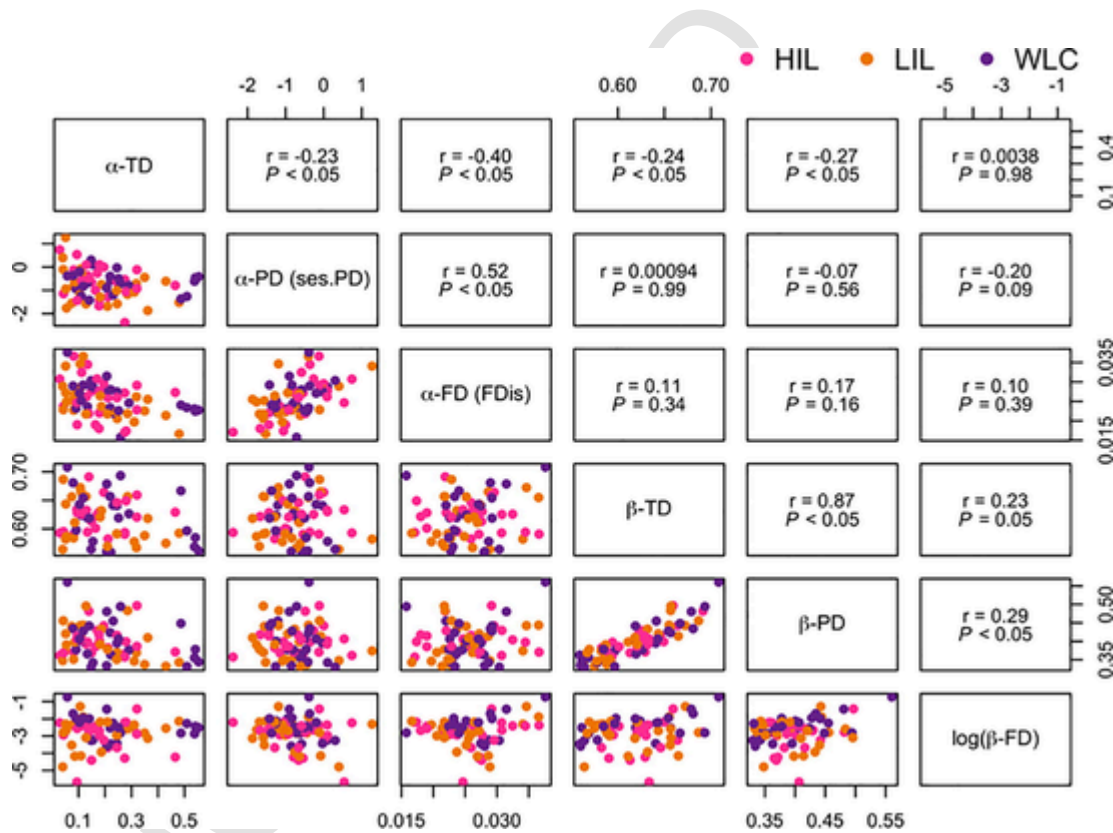 HIL LIL WLC
-2 -1 0 1 0.60 0.70 -5 -3 -1
α-TD
r = -0.23
P < 0.05
r = -0.40
P < 0.05
r = -0.24
P < 0.05
r = -0.27
P < 0.05
r = 0.0038
P = 0.98
0.1 0.4
-2 0
α-PD (ses.PD)
r = 0.52
P < 0.05
r = 0.00094
P = 0.99
r = -0.07
P = 0.56
r = -0.20
P = 0.09
α-FD (FDis)
r = 0.11
P = 0.34
r = 0.17
P = 0.16
r = 0.10
P = 0.39
0.015 0.035
0.60 0.70
β-TD
r = 0.87
P < 0.05
r = 0.23
P = 0.05
β-PD
r = 0.29
P < 0.05
0.35 0.50
-5 -3 -1
log(β-FD)
0.1 0.3 0.5 0.015 0.030 0.35 0.45 0.55